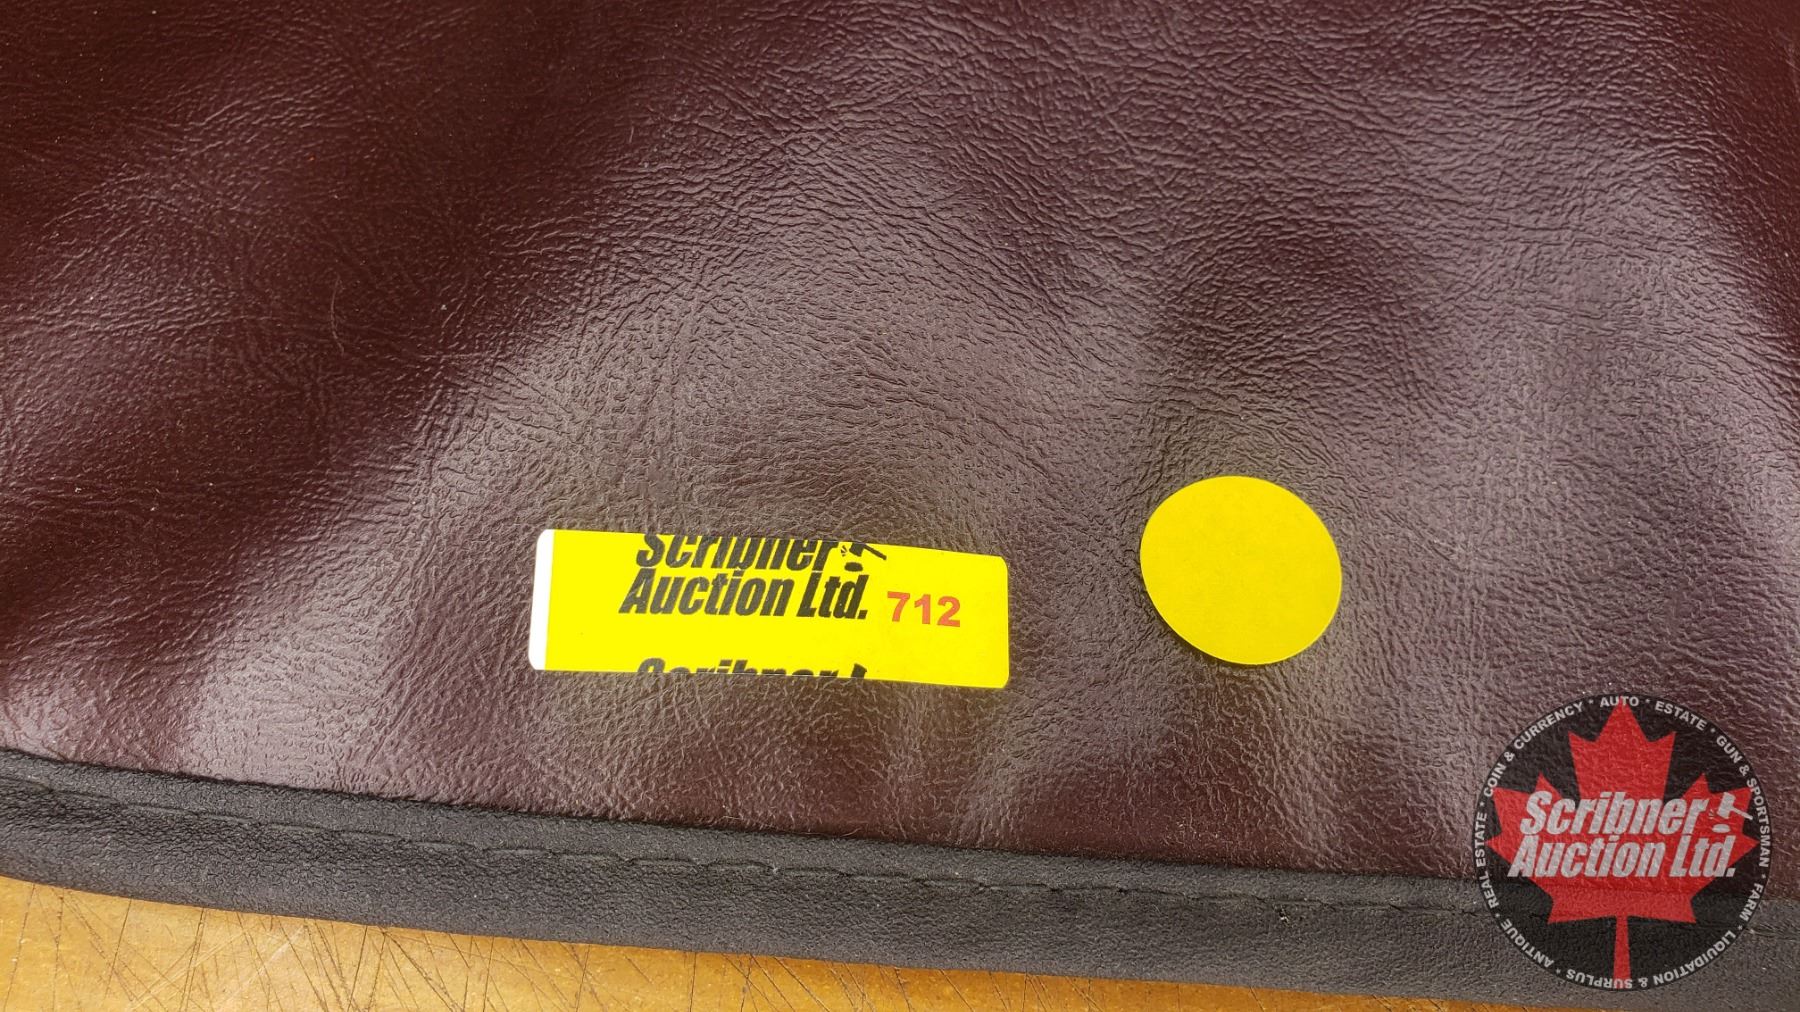 Scribner
Auction Ltd. 712
Scribner
COIN & CURRENCY * AUTO * ESTATE * GUN & SPORTSMAN * FARM * LIQUIDATION & SURPLUS * ANTIQUE * REAL ESTATE *
Scribner
Auction Ltd.